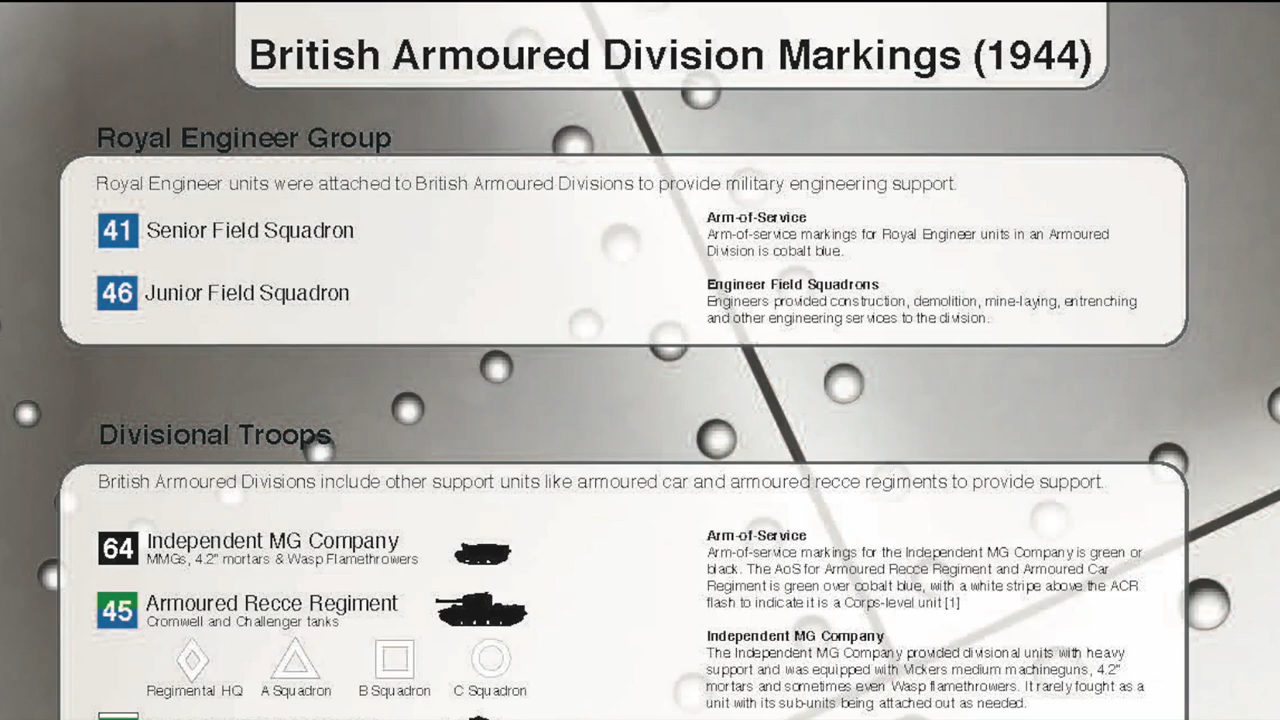 British Armoured Division Markings (1944)
Royal Engineer Group
Royal Engineer units were attached to British Armoured Divisions to provide military engineering support.
41 Senior Field Squadron
46 Junior Field Squadron
Arm-of-Service
Arm-of-service markings for Royal Engineer units in an Armoured
Division is cobalt blue.
Engineer Field Squadrons
Engineers provided construction, demolition, mine-laying, entrenching
and other engineering services to the division.
Divisional Troops
British Armoured Divisions include other support units like armoured car and armoured recce regiments to provide support.
64 Independent MG Company
MMGs, 4.2" mortars & Wasp Flamethrowers
45 Armoured Recce Regiment
Cromwell and Challenger tanks
Regimental HQ A Squadron B Squadron C Squadron
Arm-of-Service
Arm-of-service markings for the Independent MG Company is green or
black. The AoS for Armoured Recce Regiment and Armoured Car
Regiment is green over cobalt blue, with a white stripe above the ACR
flash to indicate it is a Corps-level unit [1]
Independent MG Company
The Independent MG Company provided divisional units with heavy
support and was equipped with Vickers medium machineguns, 4.2"
mortars and sometimes even Wasp flamethrowers. It rarely fought as a
unit with its sub-units being attached out as needed.